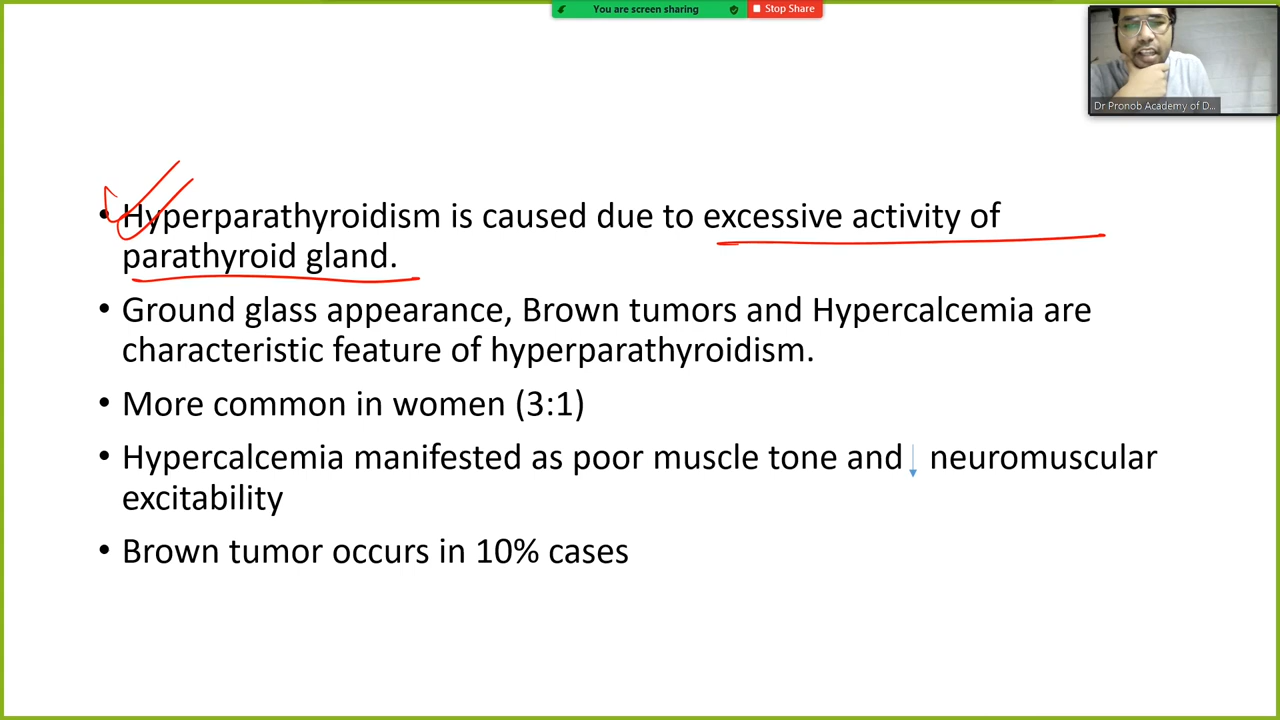 You are screen sharing
Stop Share
Dr Pronob Academy of D...
• Hyperparathyroidism is caused due to excessive activity of
parathyroid gland.
• Ground glass appearance, Brown tumors and Hypercalcemia are
characteristic feature of hyperparathyroidism.
• More common in women (3:1)
• Hypercalcemia manifested as poor muscle tone and ↓ neuromuscular
excitability
• Brown tumor occurs in 10% cases